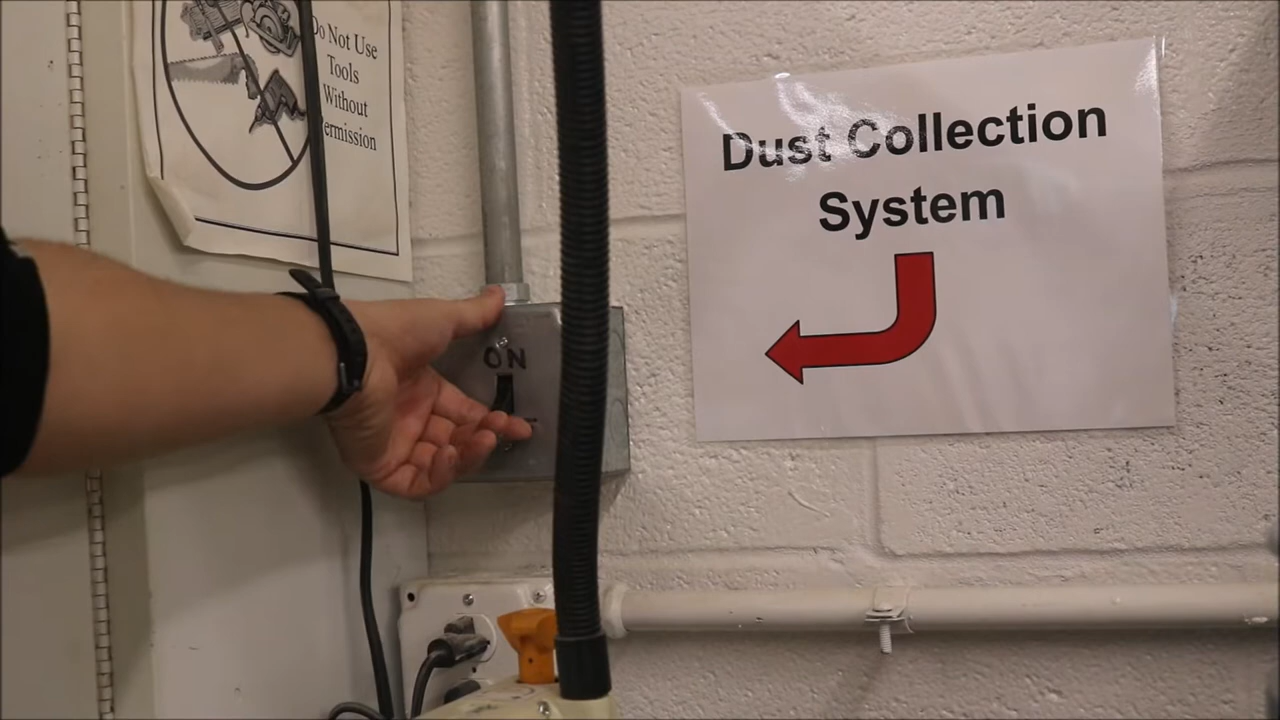 Do Not Use
Tools
Without
ermission
ON
Dust Collection
System